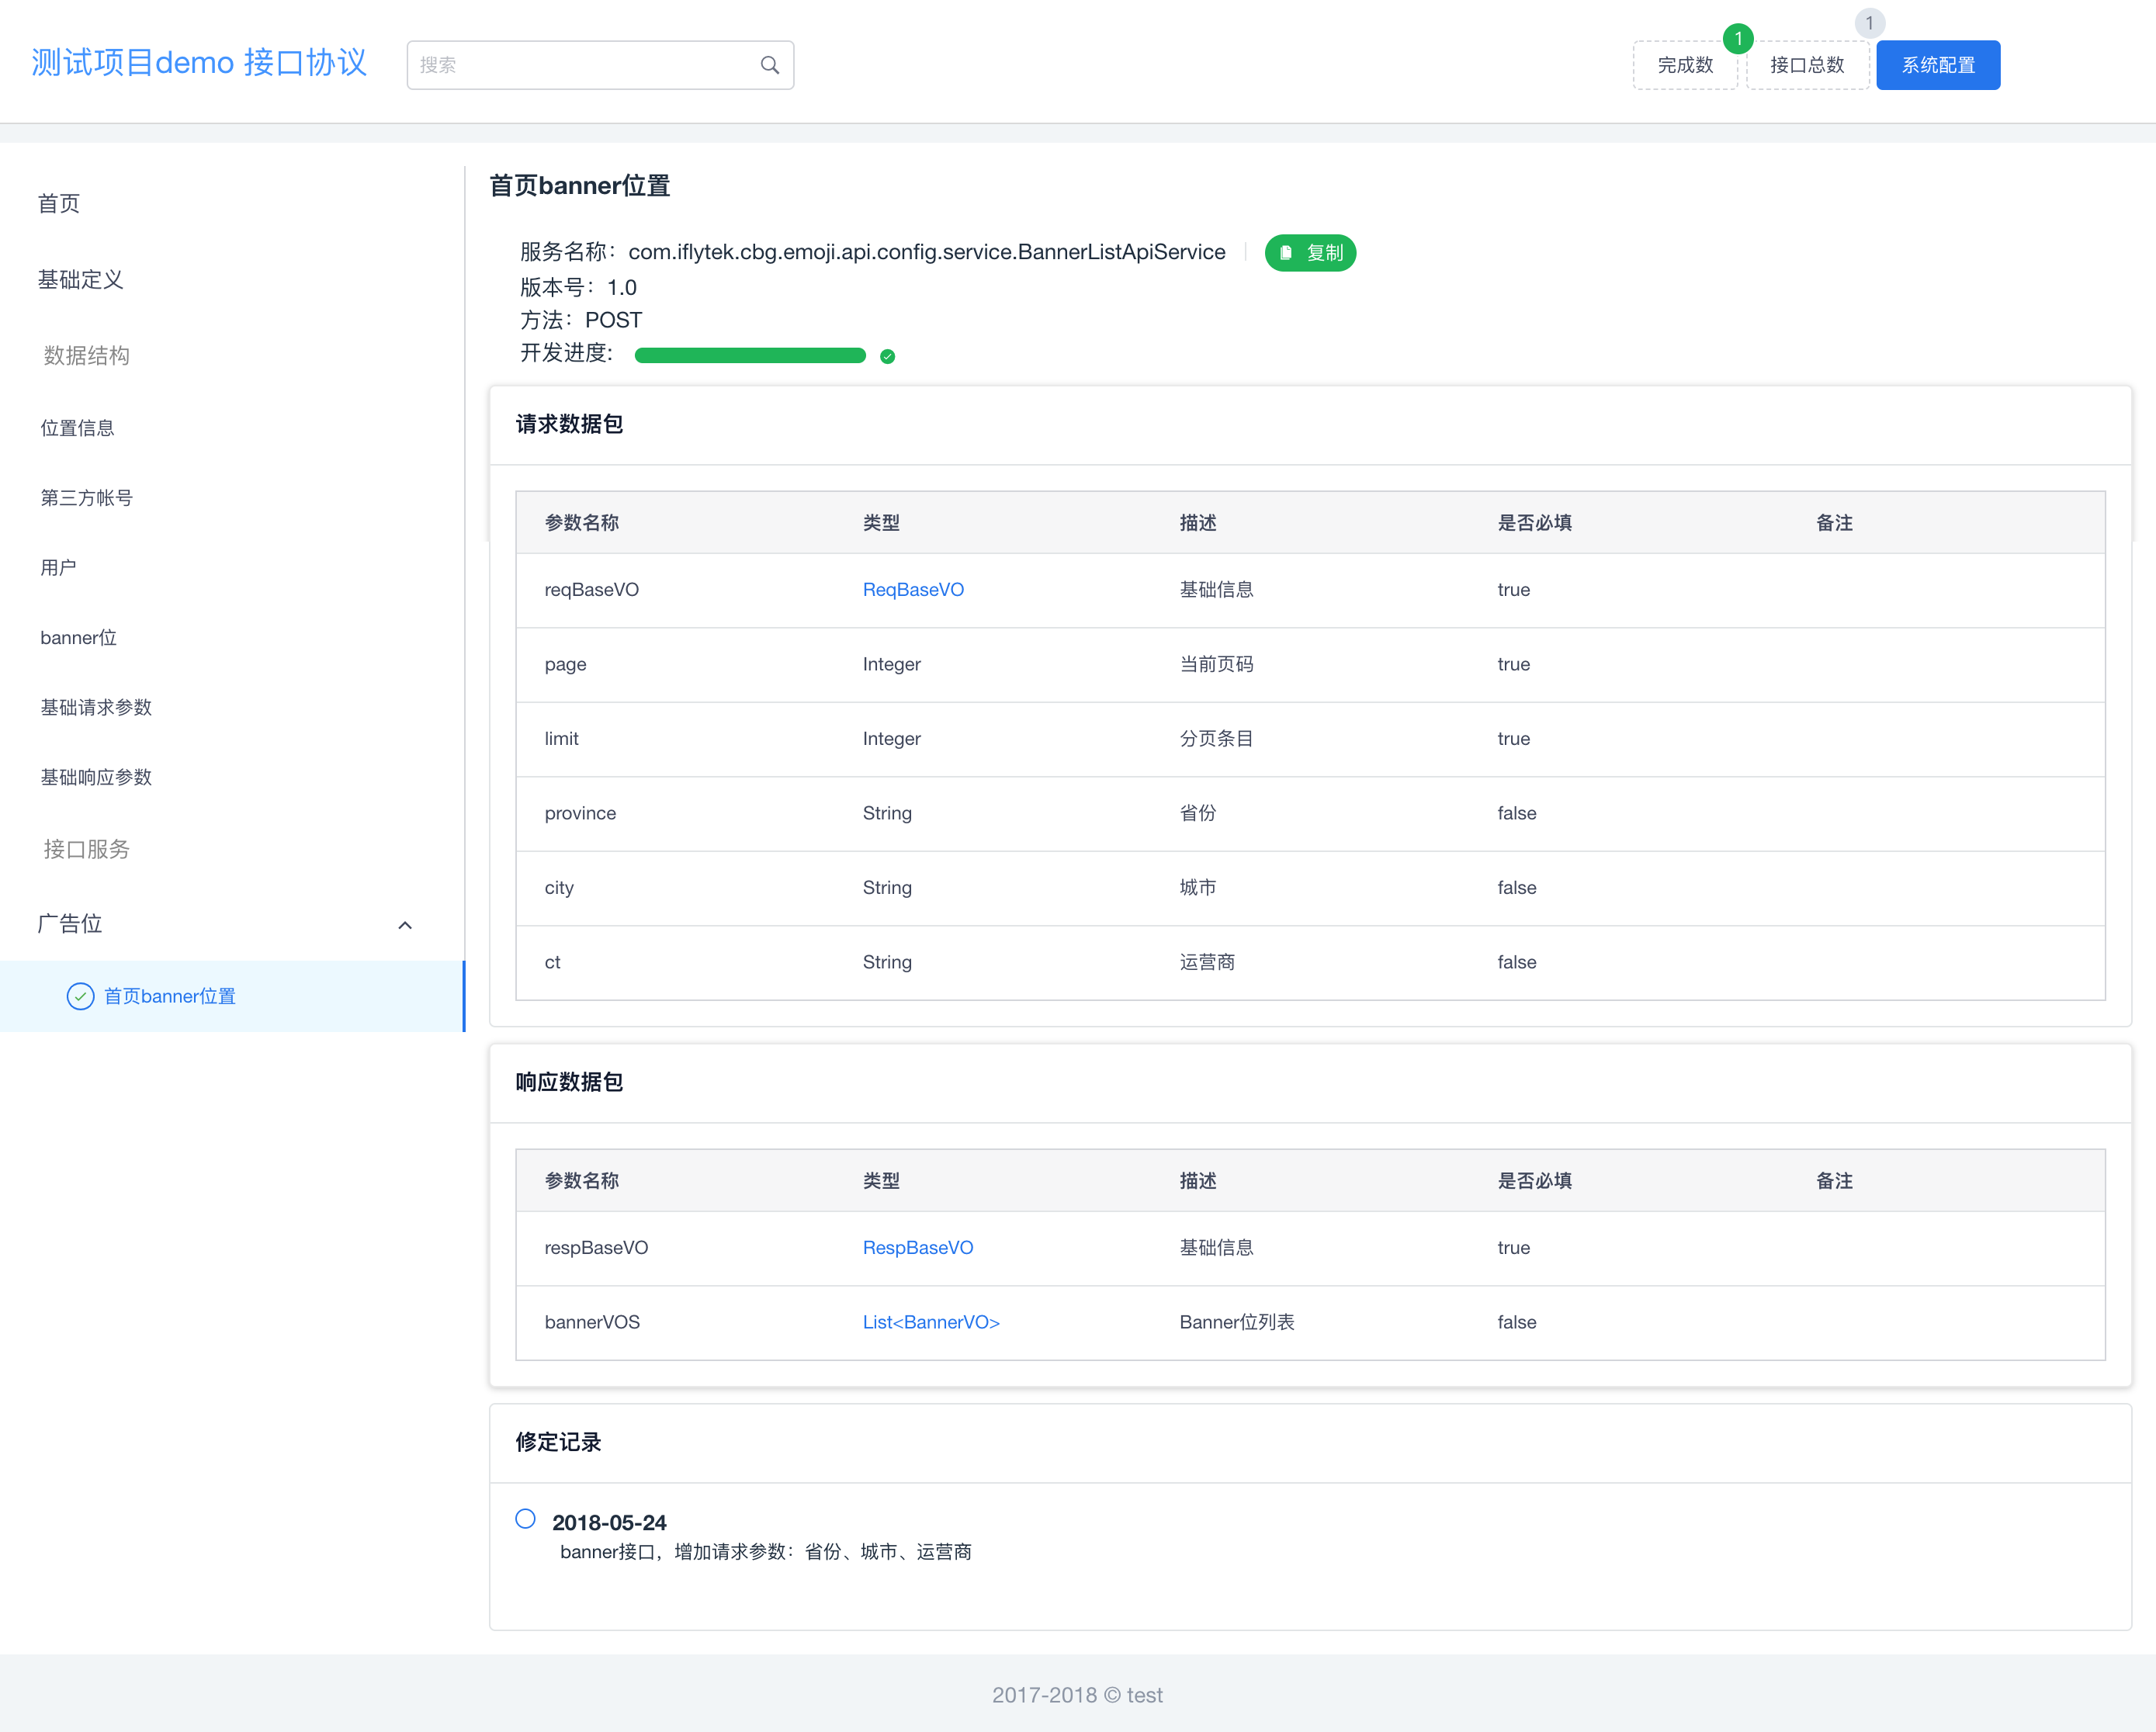 测试项目demo 接口协议
搜索
完成数
1
接口总数
1
系统配置
首页
基础定义
数据结构
位置信息
第三方帐号
用户
banner位
基础请求参数
基础响应参数
接口服务
广告位
首页banner位置
首页banner位置
服务名称：com.iflytek.cbg.emoji.api.config.service.BannerListApiService 复制
版本号：1.0
方法：POST
开发进度:
请求数据包
参数名称 类型 描述 是否必填 备注
reqBaseVO ReqBaseVO 基础信息 true
page Integer 当前页码 true
limit Integer 分页条目 true
province String 省份 false
city String 城市 false
ct String 运营商 false
响应数据包
参数名称 类型 描述 是否必填 备注
respBaseVO RespBaseVO 基础信息 true
bannerVOS List<BannerVO> Banner位列表 false
修定记录
2018-05-24
banner接口，增加请求参数：省份、城市、运营商
2017-2018 © test